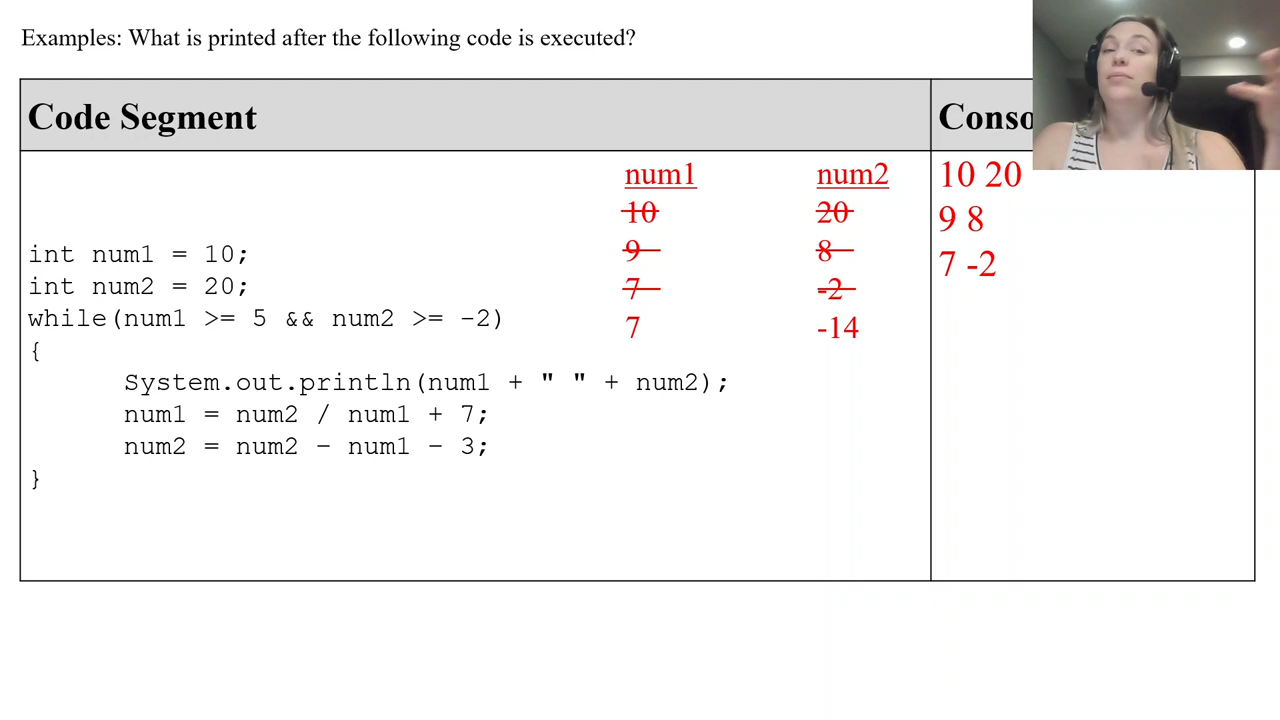 Examples: What is printed after the following code is executed?
Code Segment
num1 num2 10 20
10 20 9 8
int num1 = 10; 9 8 7 -2
int num2 = 20; 7 -2
while(num1 >= 5 && num2 >= -2) 7 -14
{
System.out.println(num1 + " " + num2);
num1 = num2 / num1 + 7;
num2 = num2 - num1 - 3;
}